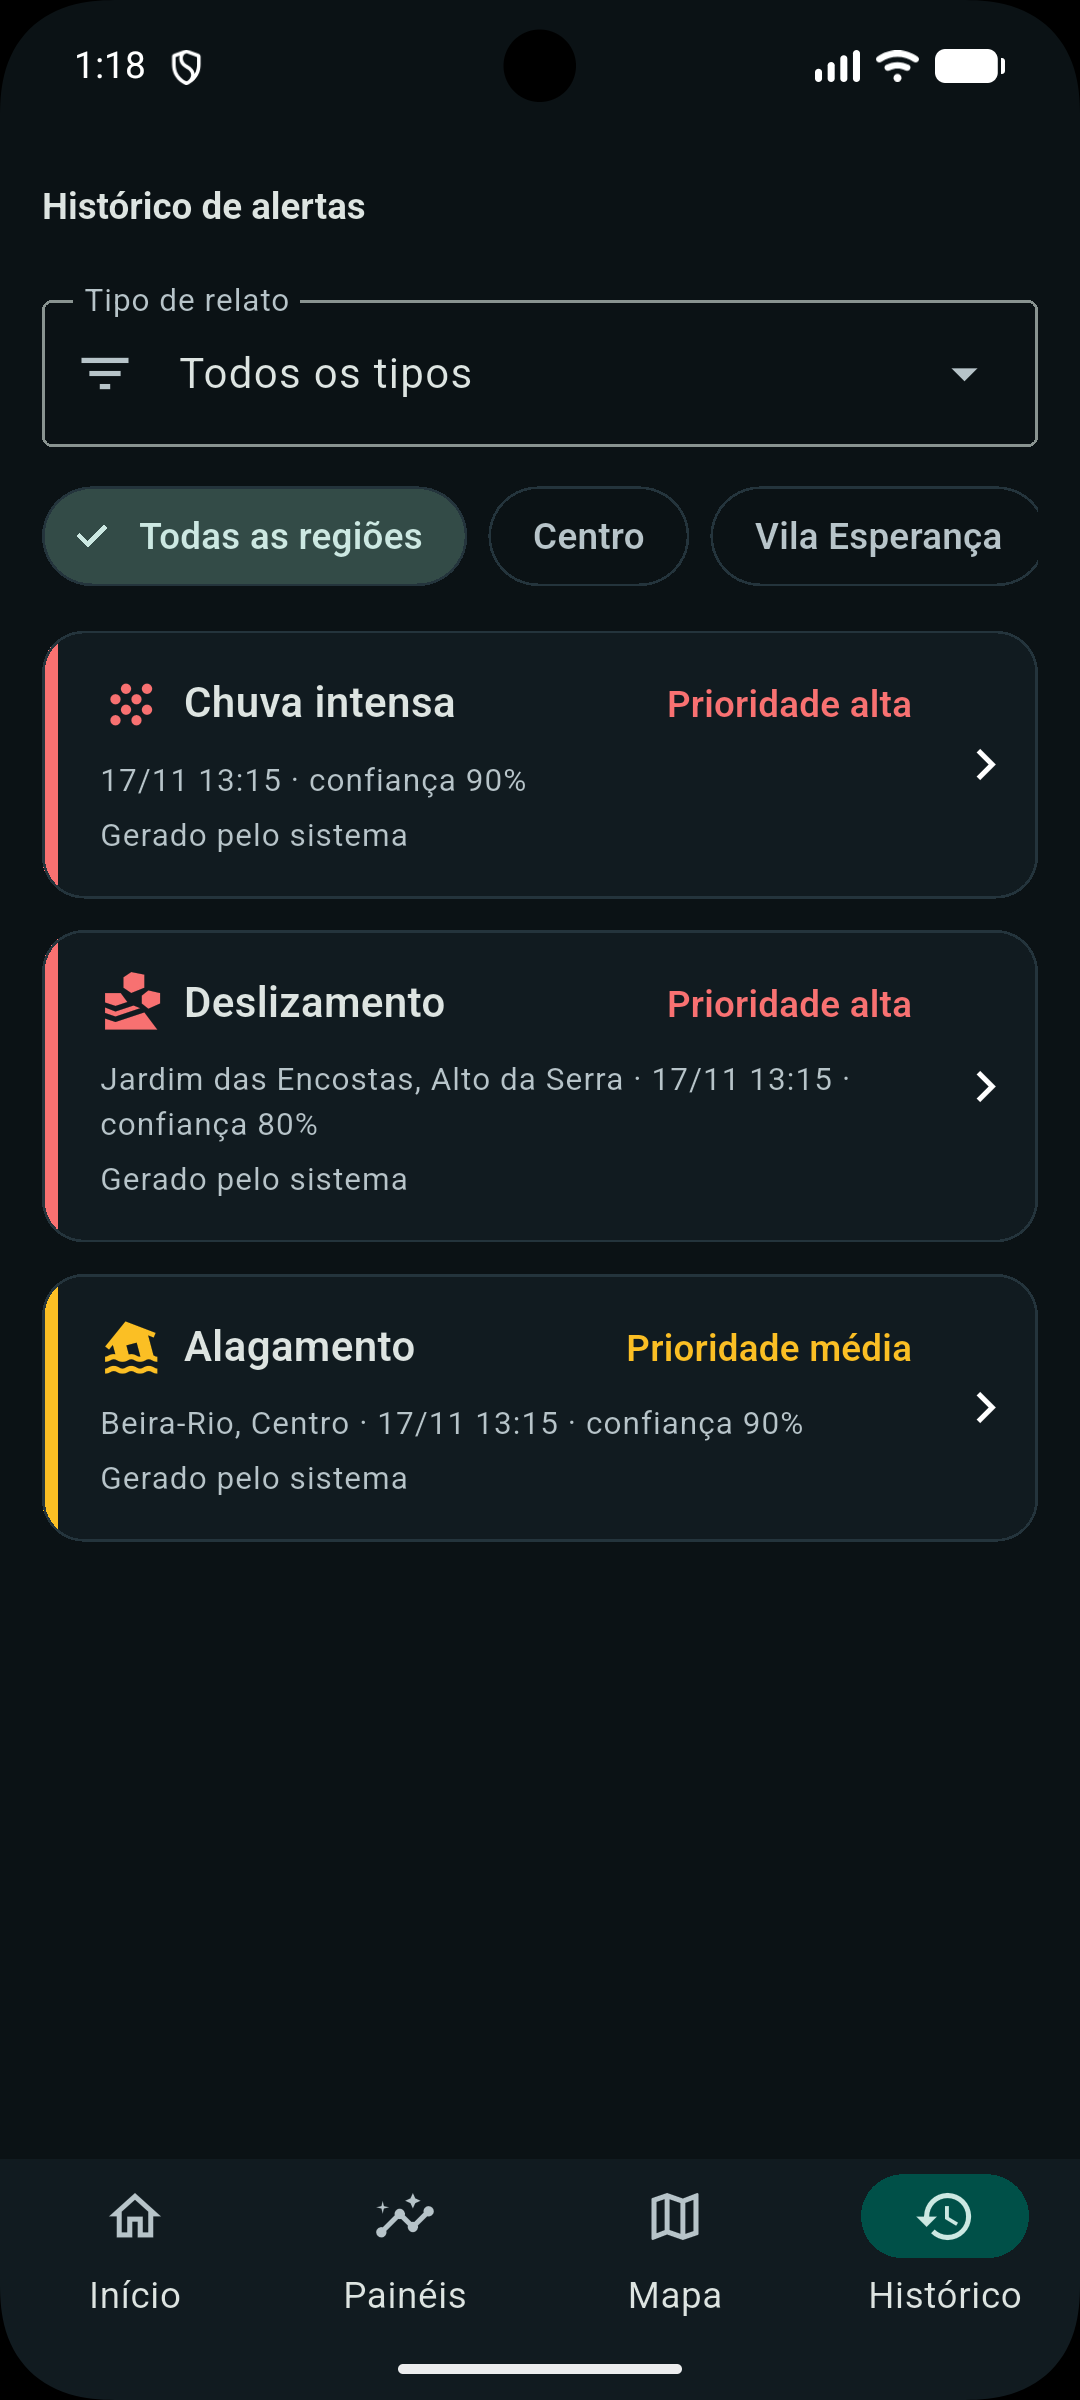 1:18
Histórico de alertas
Tipo de relato
Todos os tipos
Todas as regiões
Centro
Vila Esperança
Chuva intensa
Prioridade alta
17/11 13:15 · confiança 90%
Gerado pelo sistema
Deslizamento
Prioridade alta
Jardim das Encostas, Alto da Serra · 17/11 13:15 ·
confiança 80%
Gerado pelo sistema
Alagamento
Prioridade média
Beira-Rio, Centro · 17/11 13:15 · confiança 90%
Gerado pelo sistema
Início
Painéis
Mapa
Histórico